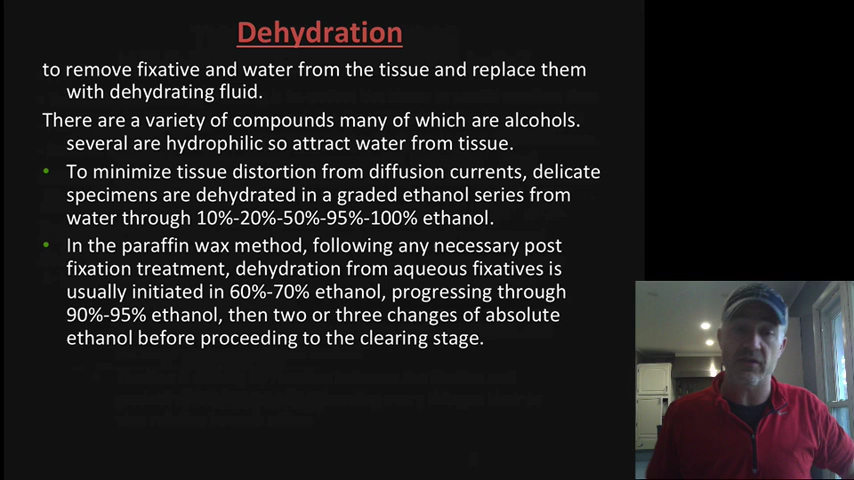 Dehydration
to remove fixative and water from the tissue and replace them
with dehydrating fluid.
There are a variety of compounds many of which are alcohols.
several are hydrophilic so attract water from tissue.
• To minimize tissue distortion from diffusion currents, delicate
specimens are dehydrated in a graded ethanol series from
water through 10%-20%-50%-95%-100% ethanol.
• In the paraffin wax method, following any necessary post
fixation treatment, dehydration from aqueous fixatives is
usually initiated in 60%-70% ethanol, progressing through
90%-95% ethanol, then two or three changes of absolute
ethanol before proceeding to the clearing stage.